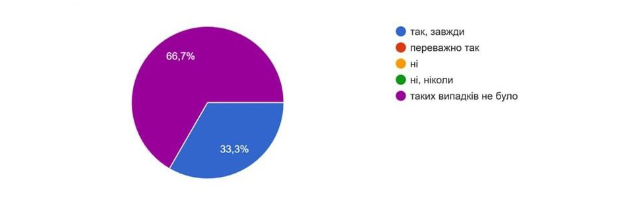 66,7%
33,3%
так, завжди
переважно так
ні
ні, ніколи
таких випадків не було